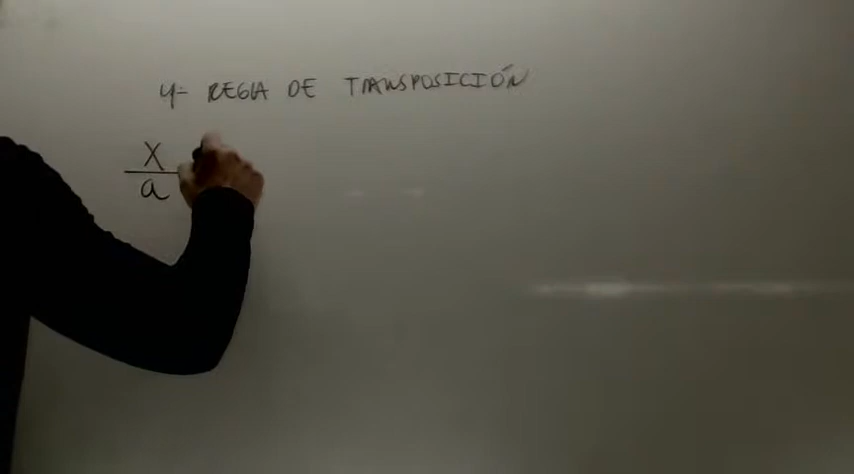 4= REGLA DE TRANSPOSICIÓN
X
a